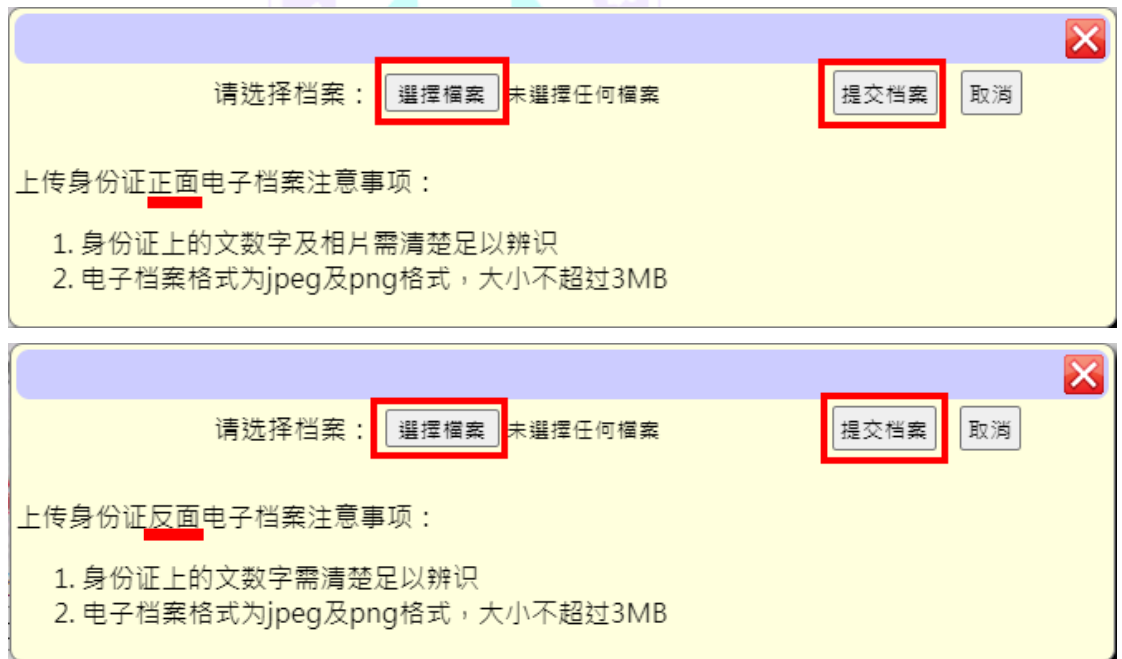 请选择档案： 選擇檔案 未選擇任何檔案 提交档案 取消
上传身份证正面电子档案注意事项：
1. 身份证上的文数字及相片需清楚足以辨识
2. 电子档案格式为jpeg及png格式，大小不超过3MB
请选择档案： 選擇檔案 未選擇任何檔案 提交档案 取消
上传身份证反面电子档案注意事项：
1. 身份证上的文数字需清楚足以辨识
2. 电子档案格式为jpeg及png格式，大小不超过3MB